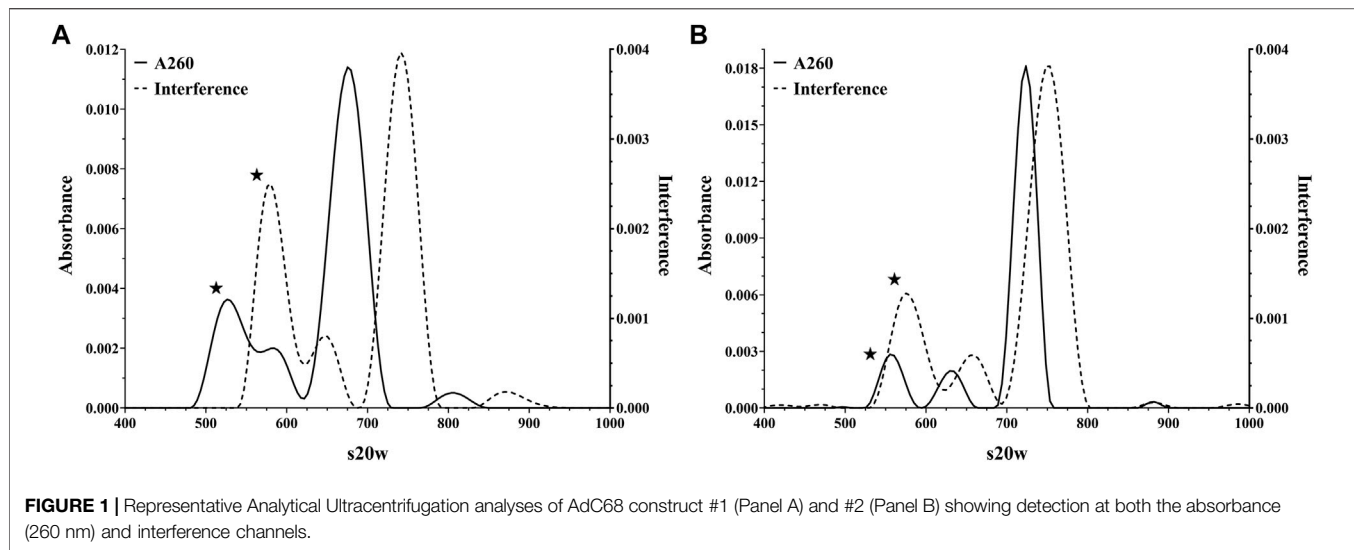 A
B
A260
Interference
A260
Interference
0.012
0.010
0.008
0.006
0.004
0.002
0.000
Absorbance
0.004
0.003
0.002
0.001
0.000
Interference
400 500 600 700 800 900 1000
s20w
0.018
0.015
0.012
0.009
0.006
0.003
0.000
Absorbance
0.004
0.003
0.002
0.001
0.000
Interference
400 500 600 700 800 900 1000
s20w
FIGURE 1 | Representative Analytical Ultracentrifugation analyses of AdC68 construct #1 (Panel A) and #2 (Panel B) showing detection at both the absorbance
(260 nm) and interference channels.